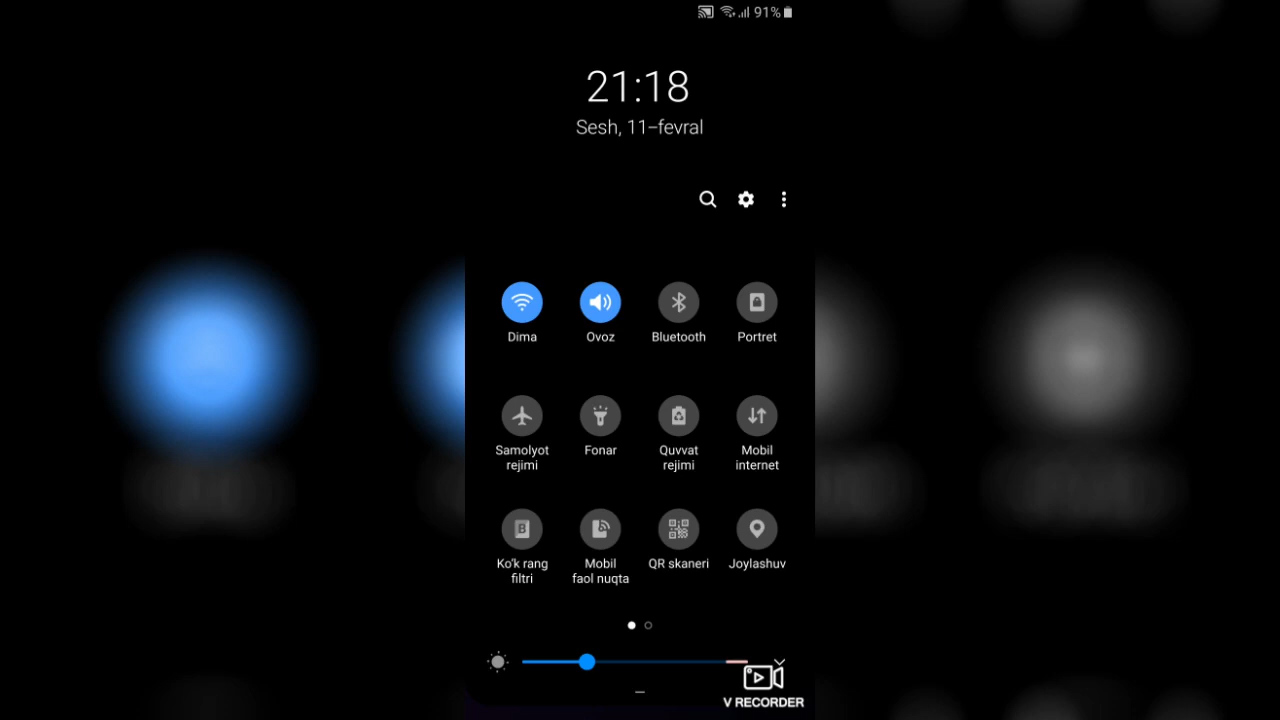 91%
21:18
Sesh, 11–fevral
Dima
Ovoz
Bluetooth
Portret
Samolyot
rejimi
Fonar
Quvvat
rejimi
Mobil
internet
Ko‘k rang
filtri
Mobil
faol nuqta
QR skaneri
Joylashuv
V RECORDER